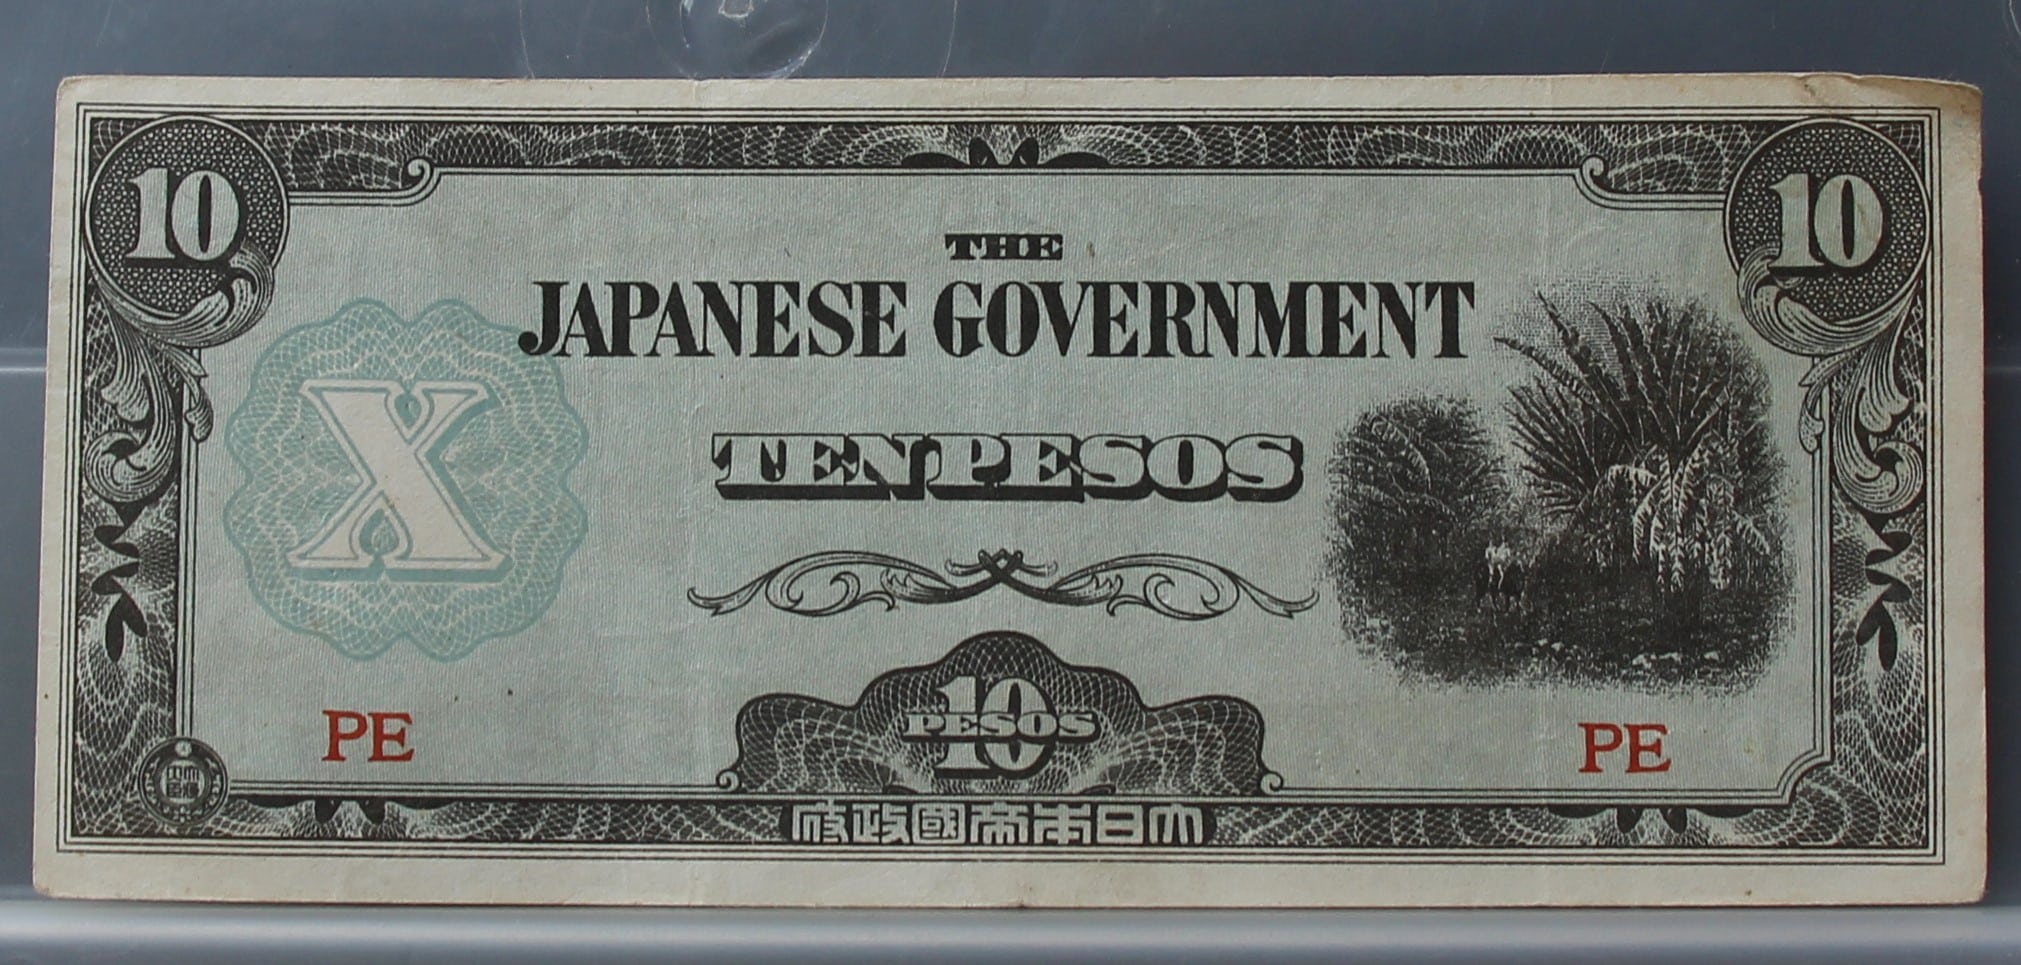 10 10
THE
JAPANESE GOVERNMENT
X
TEN PESOS
10
PESOS
PE PE
府政國帝本日大